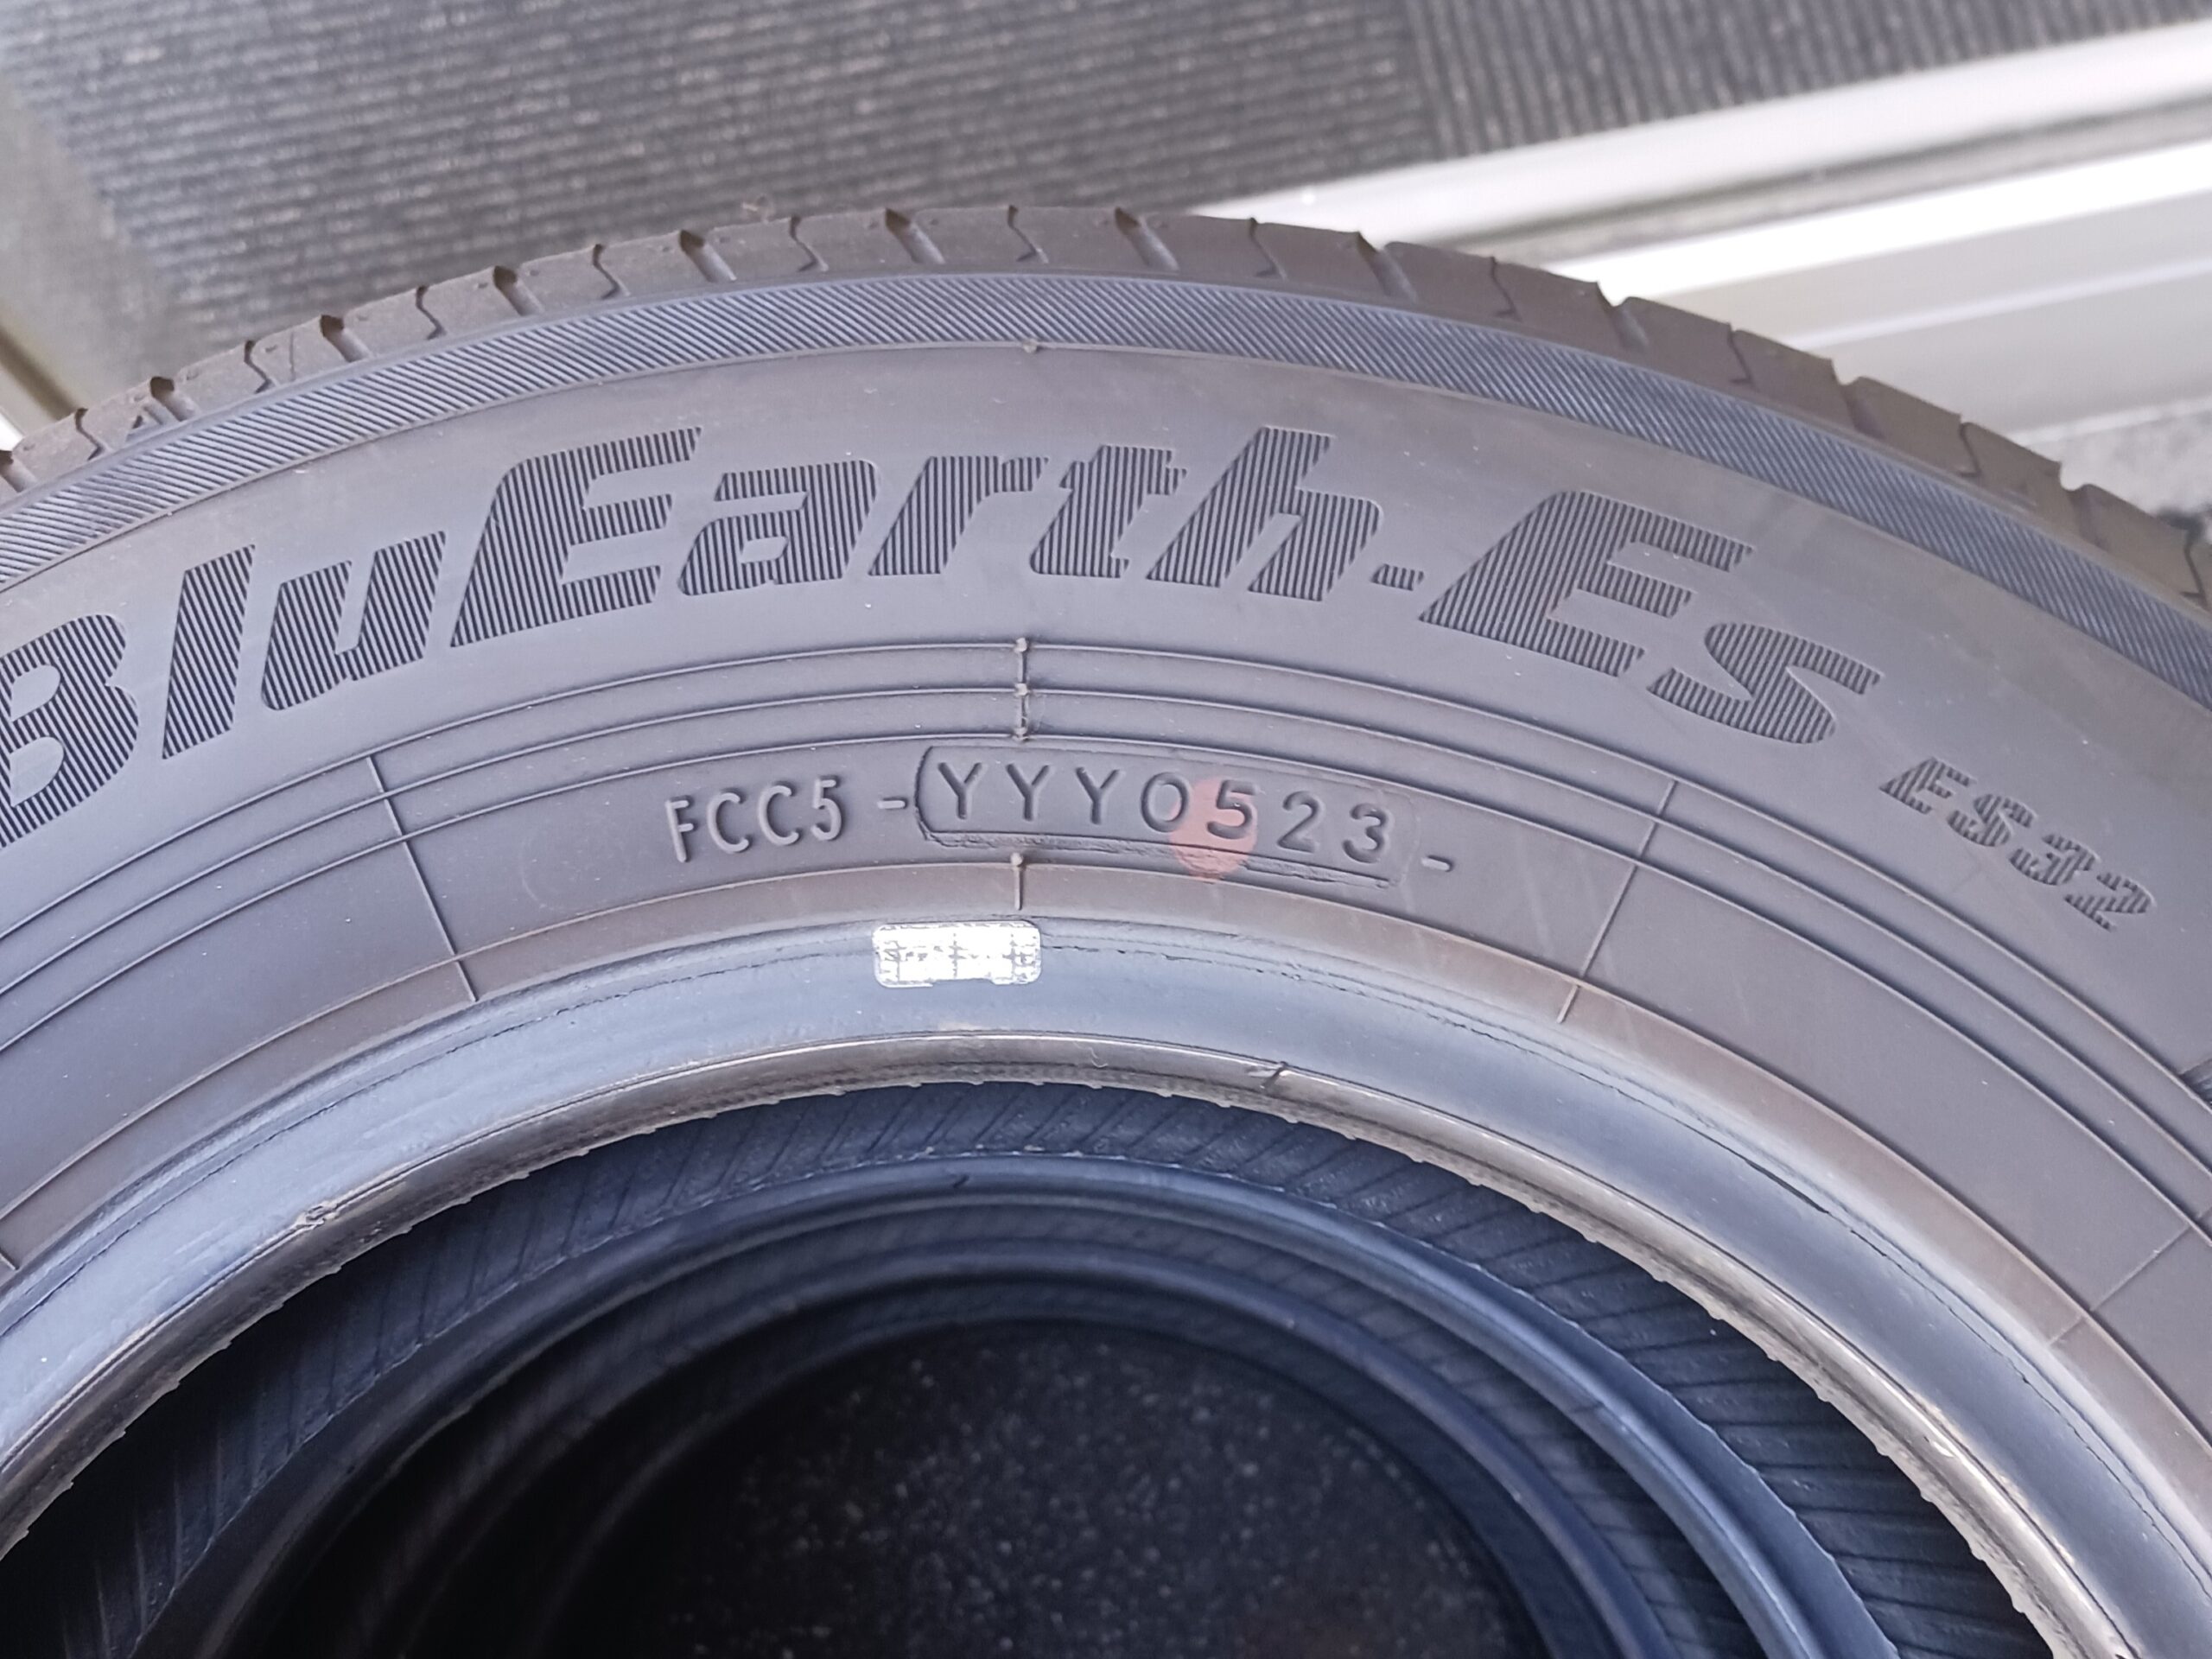 BluEarth-Es ES32
FCC5 -YYY0523 -